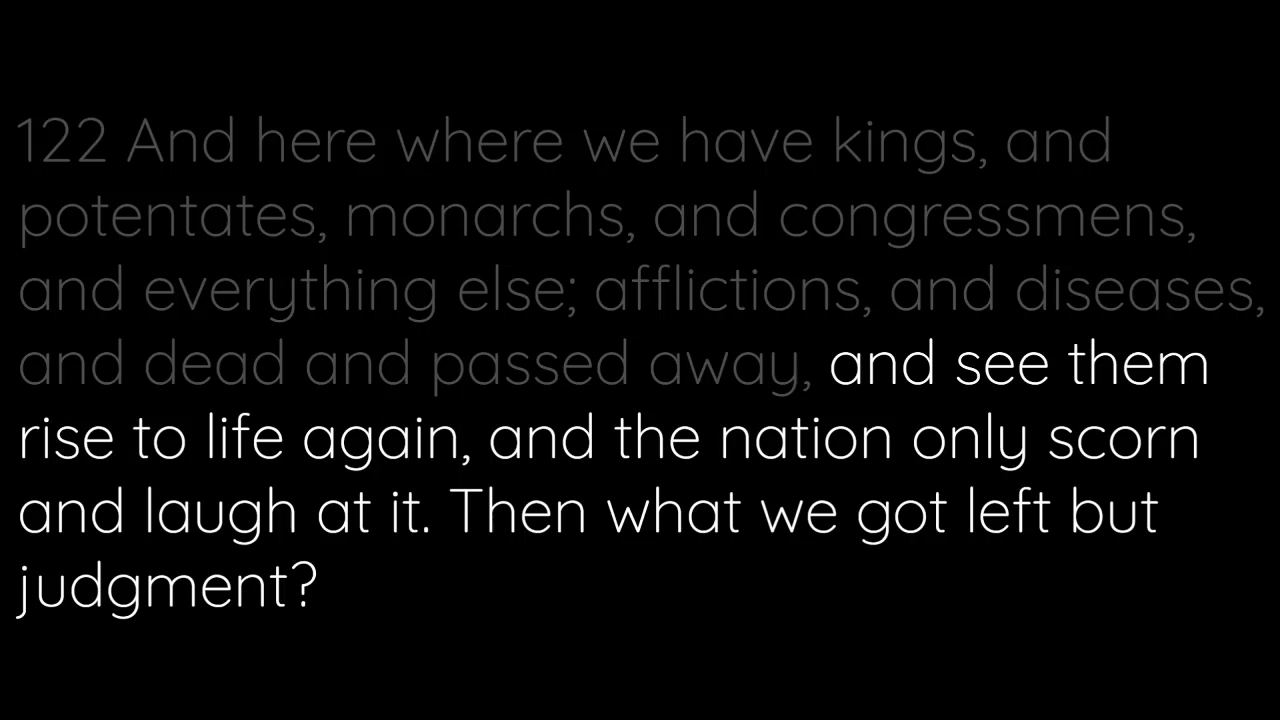 122 And here where we have kings, and
potentates, monarchs, and congressmens,
and everything else; afflictions, and diseases,
and dead and passed away, and see them
rise to life again, and the nation only scorn
and laugh at it. Then what we got left but
judgment?